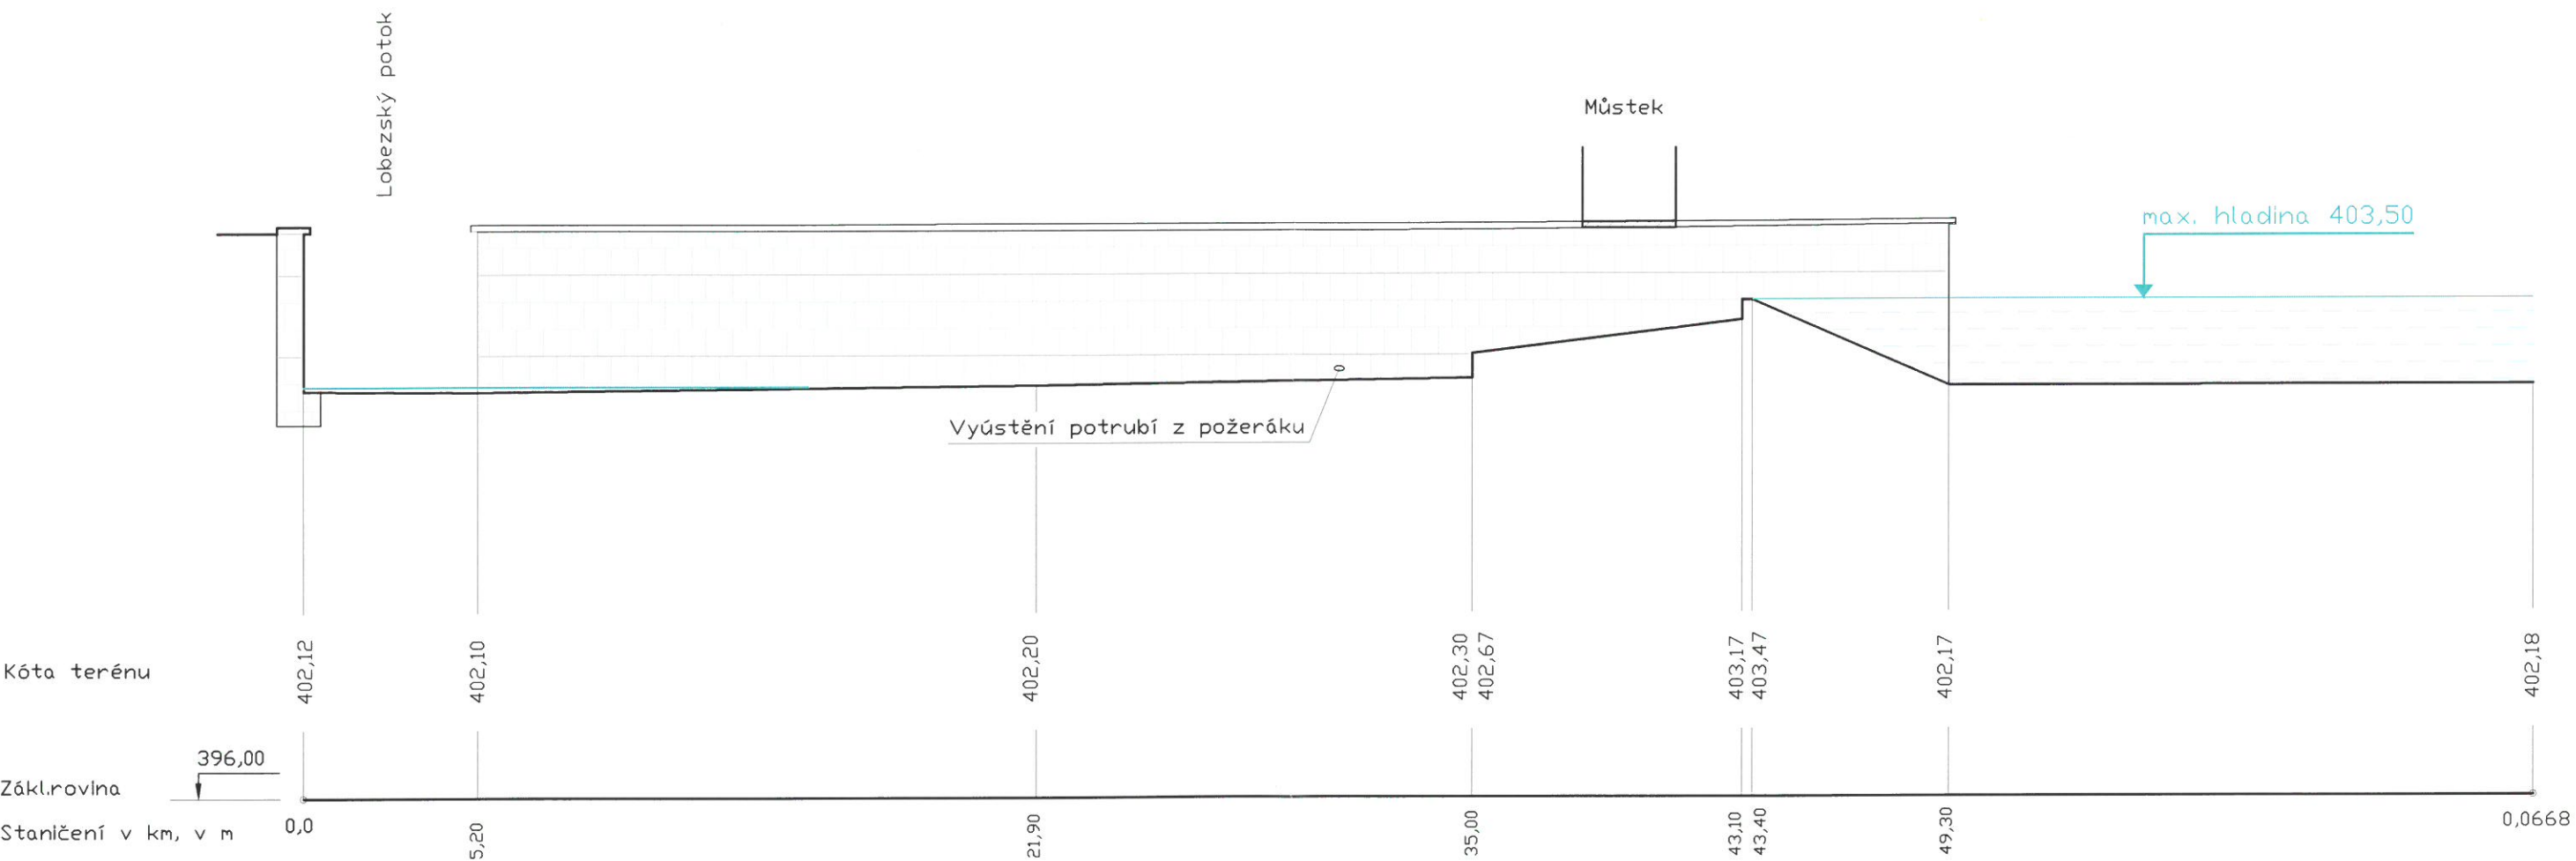 Lobezský potok
Můstek
max. hladina 403,50
Vyústění potrubí z požeráku
Kóta terénu
402,12
402,10
402,20
402,30
402,67
403,17
403,47
402,17
402,18
396,00
Zákl.rovina
Staničení v km, v m
0,0
5,20
21,90
35,00
43,10
43,40
49,30
0,0668